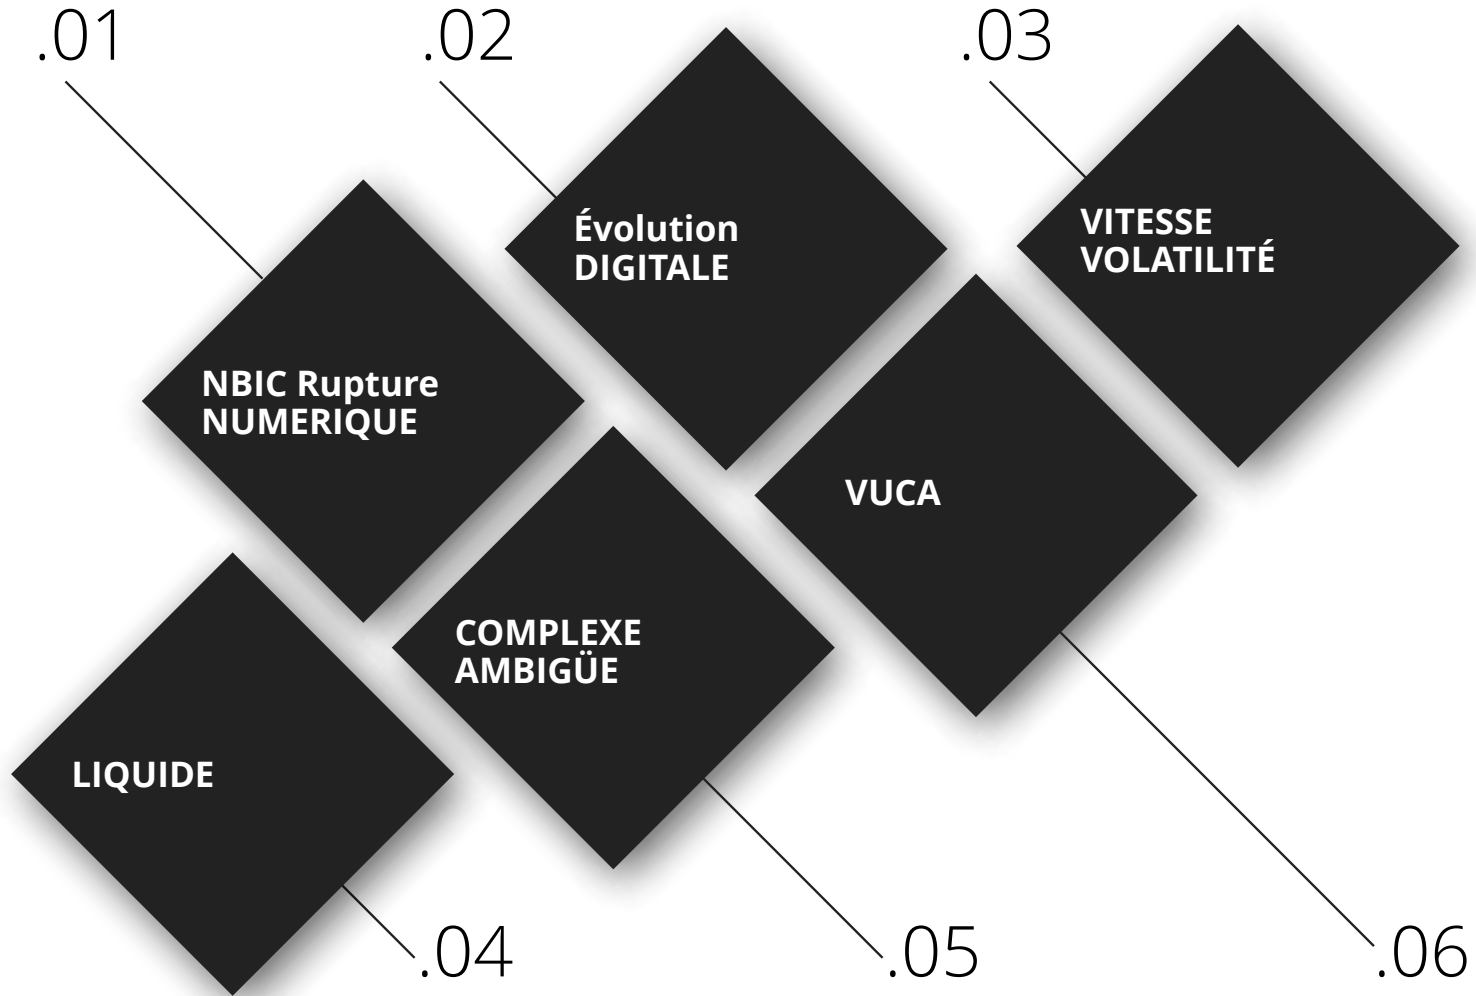 .01
.02
.03
Évolution
DIGITALE
VITESSE
VOLATILITÉ
NBIC Rupture
NUMERIQUE
VUCA
COMPLEXE
AMBIGÜE
LIQUIDE
.04
.05
.06